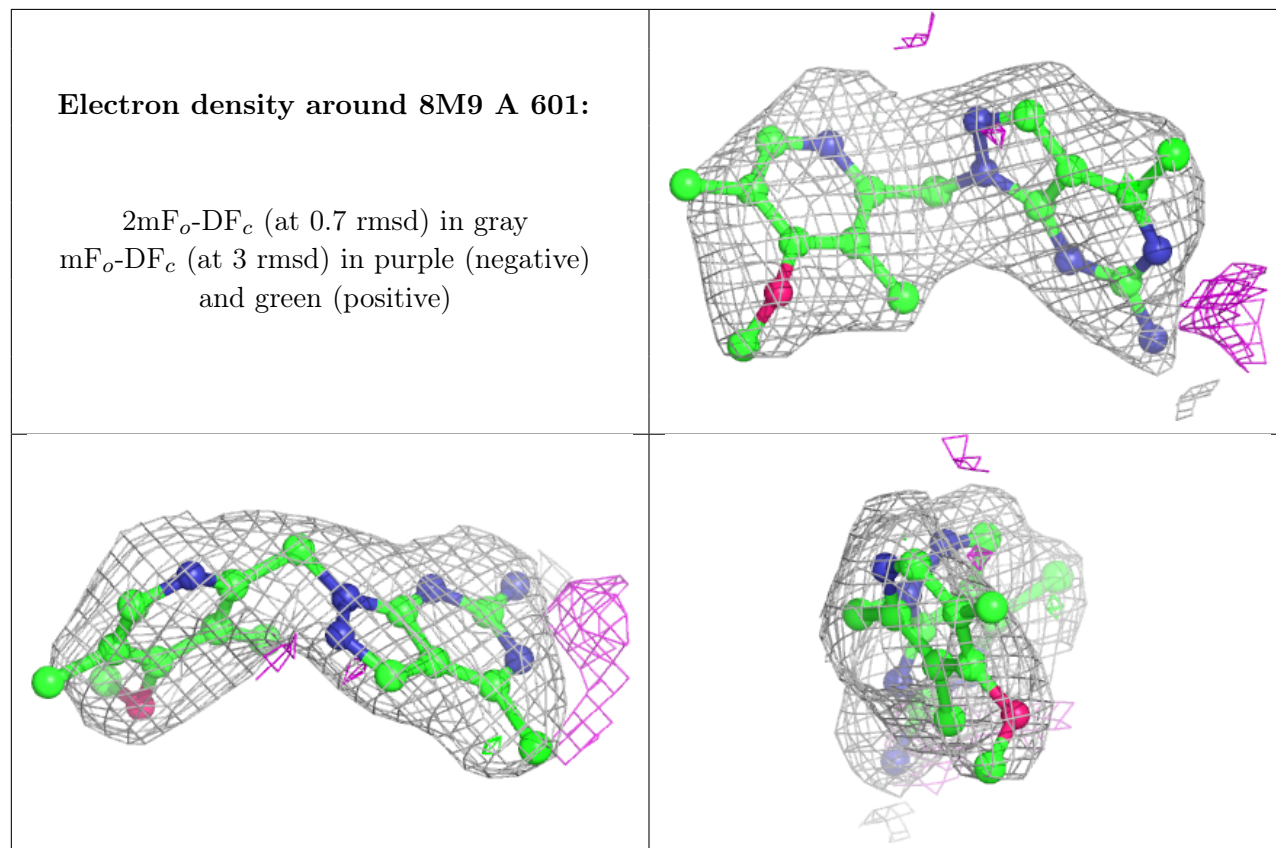 Electron density around 8M9 A 601:
2mFo-DFc (at 0.7 rmsd) in gray
mFo-DFc (at 3 rmsd) in purple (negative)
and green (positive)